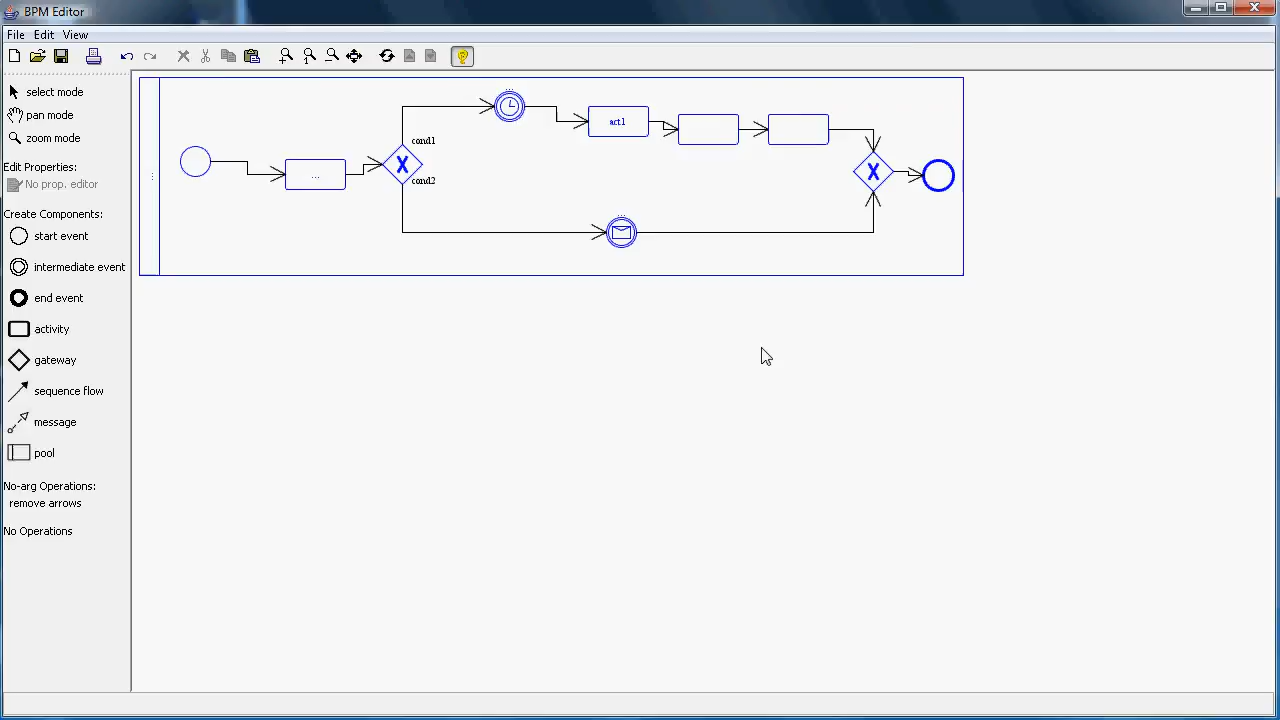 BPM Editor
File Edit View
select mode
pan mode
zoom mode
Edit Properties:
No prop. editor
Create Components:
start event
intermediate event
end event
activity
gateway
sequence flow
message
pool
No-arg Operations:
remove arrows
No Operations
...
...
cond1
X
cond2
...
act1
...
X